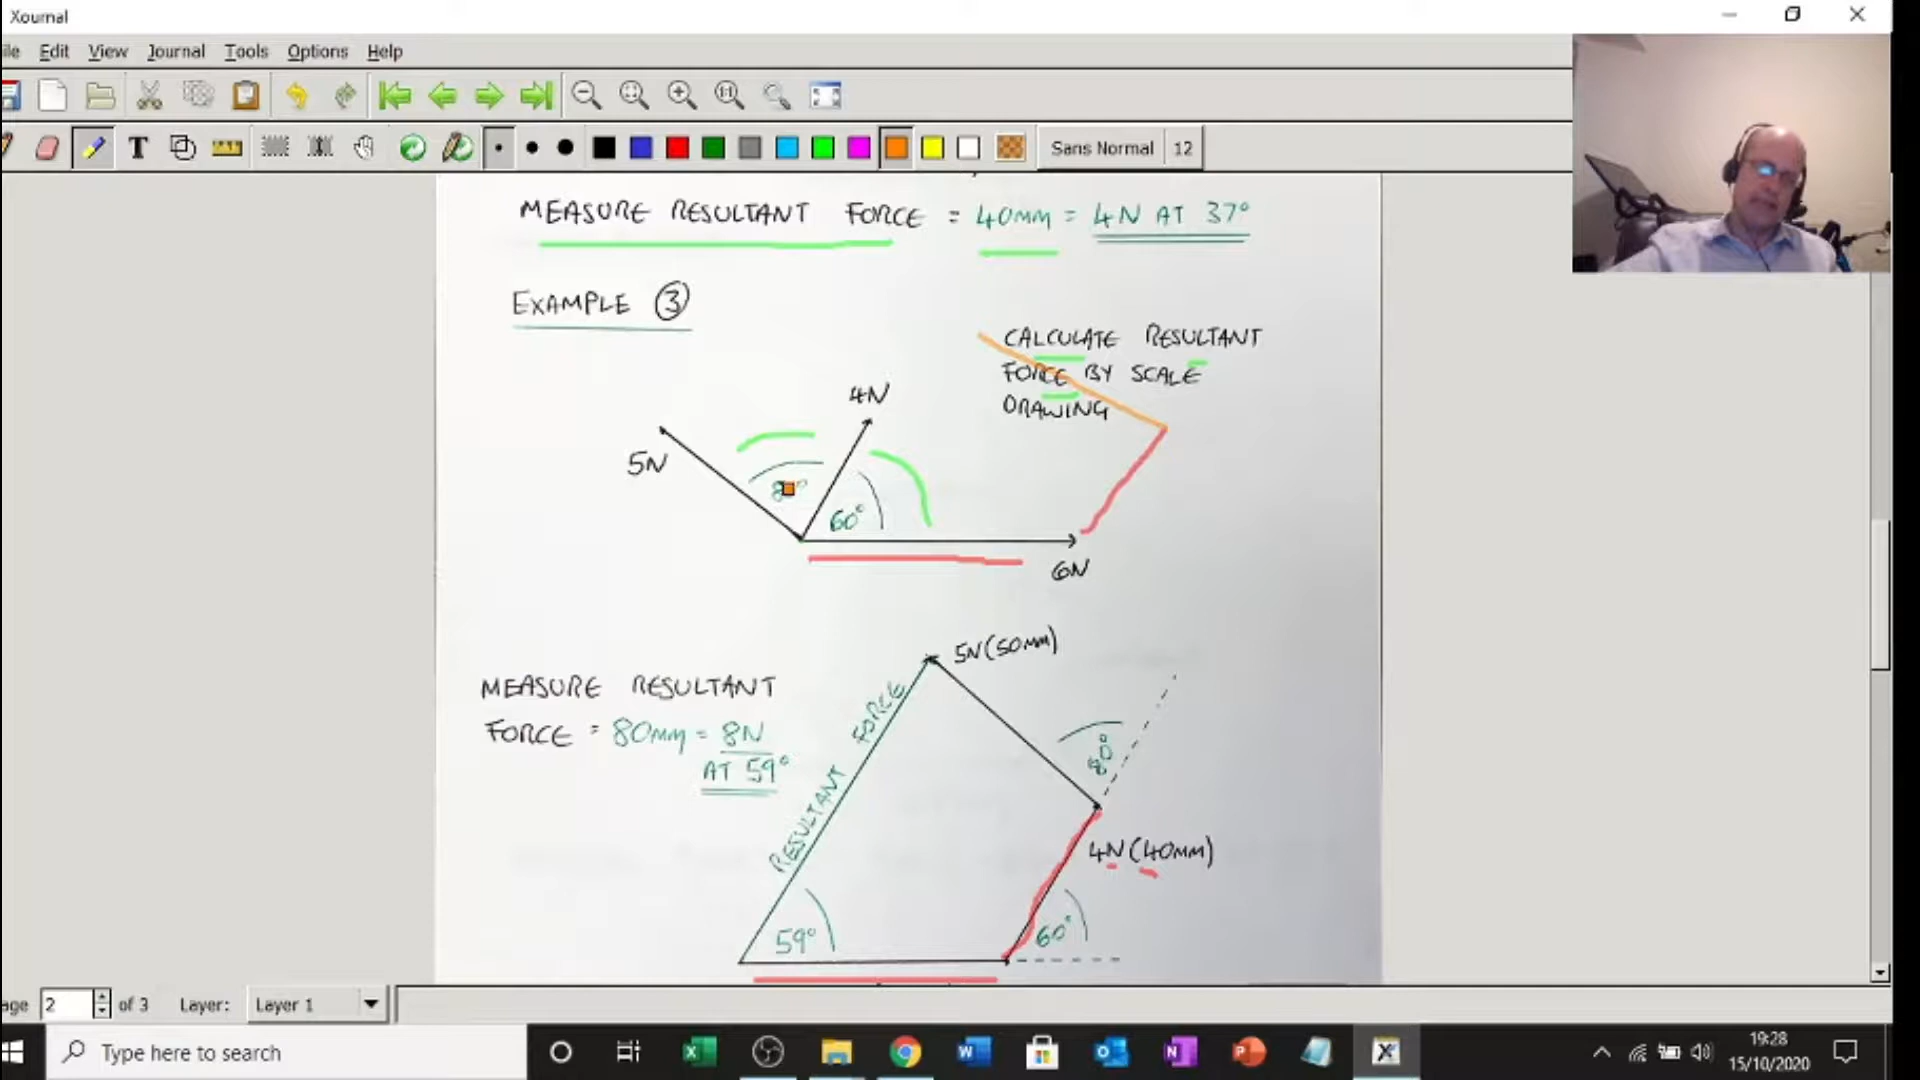 Xournal
ile Edit View Journal Tools Options Help
Sans Normal 12
MEASURE RESULTANT FORCE = 40MM = 4N AT 37°
EXAMPLE ③
CALCULATE RESULTANT
FORCE BY SCALE
DRAWING
4N
5N
60°
6N
5N(50MM)
MEASURE RESULTANT
FORCE = 80MM = 8N
AT 59°
RESULTANT FORCE
80°
4N(40MM)
59°
60°
age 2 of 3 Layer: Layer 1
Type here to search
19:28
15/10/2020